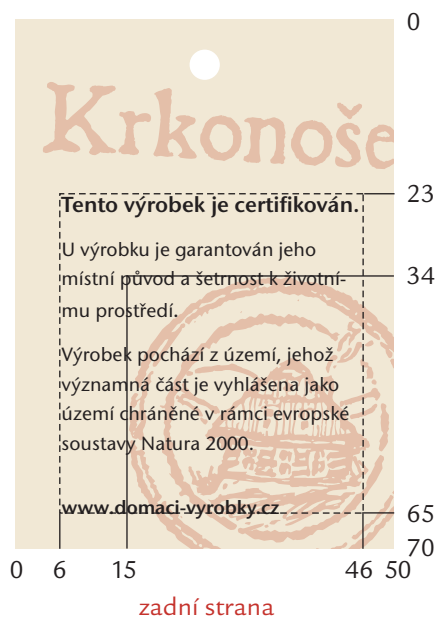 0
Krkonoše
23
Tento výrobek je certifikován.
U výrobku je garantován jeho
34
místní původ a šetrnost k životní-
mu prostředí.
Výrobek pochází z území, jehož
významná část je vyhlášena jako
území chráněné v rámci evropské
soustavy Natura 2000.
www.domaci-vyrobky.cz
65
70
0 6 15 46 50
zadní strana